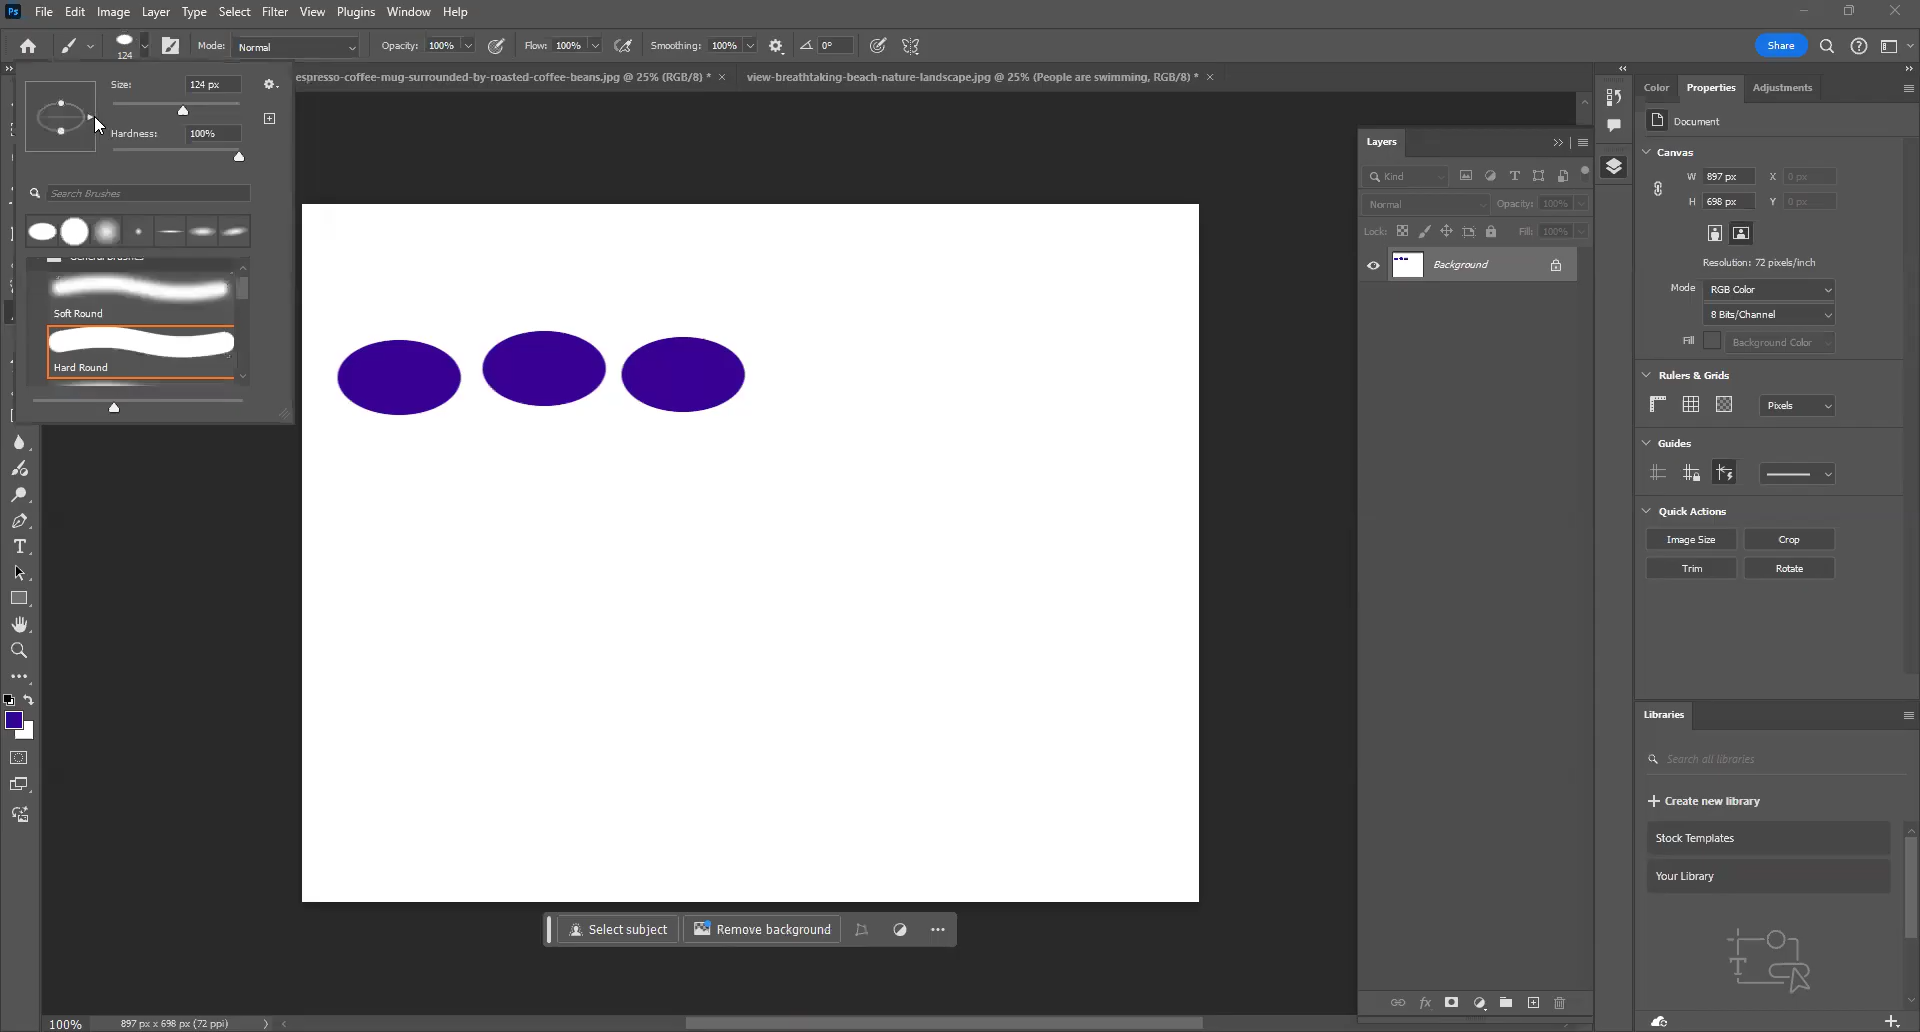 Ps File Edit Image Layer Type Select Filter View Plugins Window Help
124 Mode: Normal Opacity: 100% Flow: 100% Smoothing: 100% 0° Share
espresso-coffee-mug-surrounded-by-roasted-coffee-beans.jpg @ 25% (RGB/8) * × view-breathtaking-beach-nature-landscape.jpg @ 25% (People are swimming, RGB/8) * ×
Size: 124 px
Hardness: 100%
Search Brushes
General Brushes
Soft Round
Hard Round
Layers
Kind
Normal Opacity: 100%
Lock: Fill: 100%
Background
Color Properties Adjustments
Document
Canvas
W 897 px X 0 px
H 698 px Y 0 px
Resolution: 72 pixels/inch
Mode RGB Color
8 Bits/Channel
Fill Background Color
Rulers & Grids
Pixels
Guides
Quick Actions
Image Size Crop
Trim Rotate
Libraries
Search all libraries
Create new library
Stock Templates
Your Library
Select subject Remove background
100% 897 px x 698 px (72 ppi)